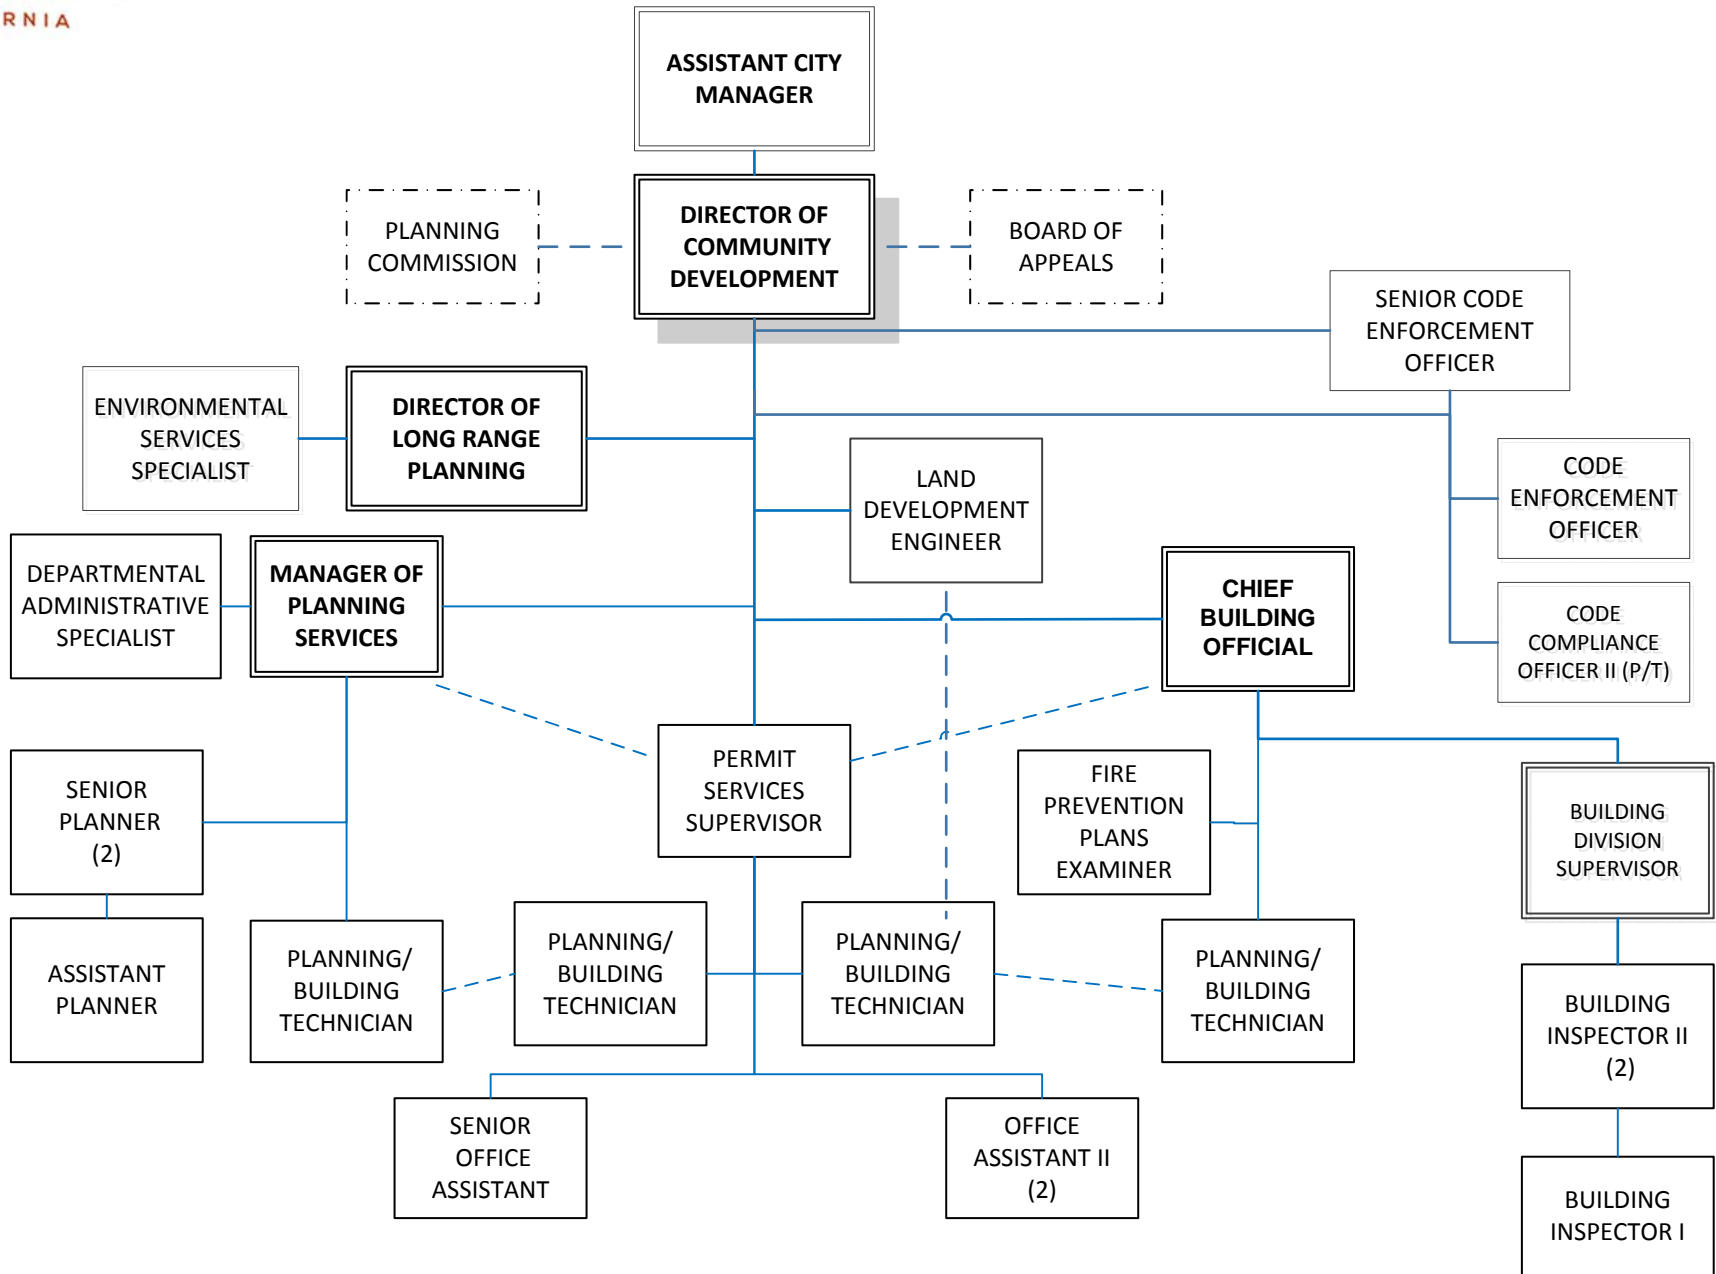 RNIA
ASSISTANT CITY
MANAGER
PLANNING
COMMISSION
DIRECTOR OF
COMMUNITY
DEVELOPMENT
BOARD OF
APPEALS
SENIOR CODE
ENFORCEMENT
OFFICER
ENVIRONMENTAL
SERVICES
SPECIALIST
DIRECTOR OF
LONG RANGE
PLANNING
LAND
DEVELOPMENT
ENGINEER
CODE
ENFORCEMENT
OFFICER
DEPARTMENTAL
ADMINISTRATIVE
SPECIALIST
MANAGER OF
PLANNING
SERVICES
CHIEF
BUILDING
OFFICIAL
CODE
COMPLIANCE
OFFICER II (P/T)
SENIOR
PLANNER
(2)
PERMIT
SERVICES
SUPERVISOR
FIRE
PREVENTION
PLANS
EXAMINER
BUILDING
DIVISION
SUPERVISOR
ASSISTANT
PLANNER
PLANNING/
BUILDING
TECHNICIAN
PLANNING/
BUILDING
TECHNICIAN
PLANNING/
BUILDING
TECHNICIAN
PLANNING/
BUILDING
TECHNICIAN
BUILDING
INSPECTOR II
(2)
SENIOR
OFFICE
ASSISTANT
OFFICE
ASSISTANT II
(2)
BUILDING
INSPECTOR I